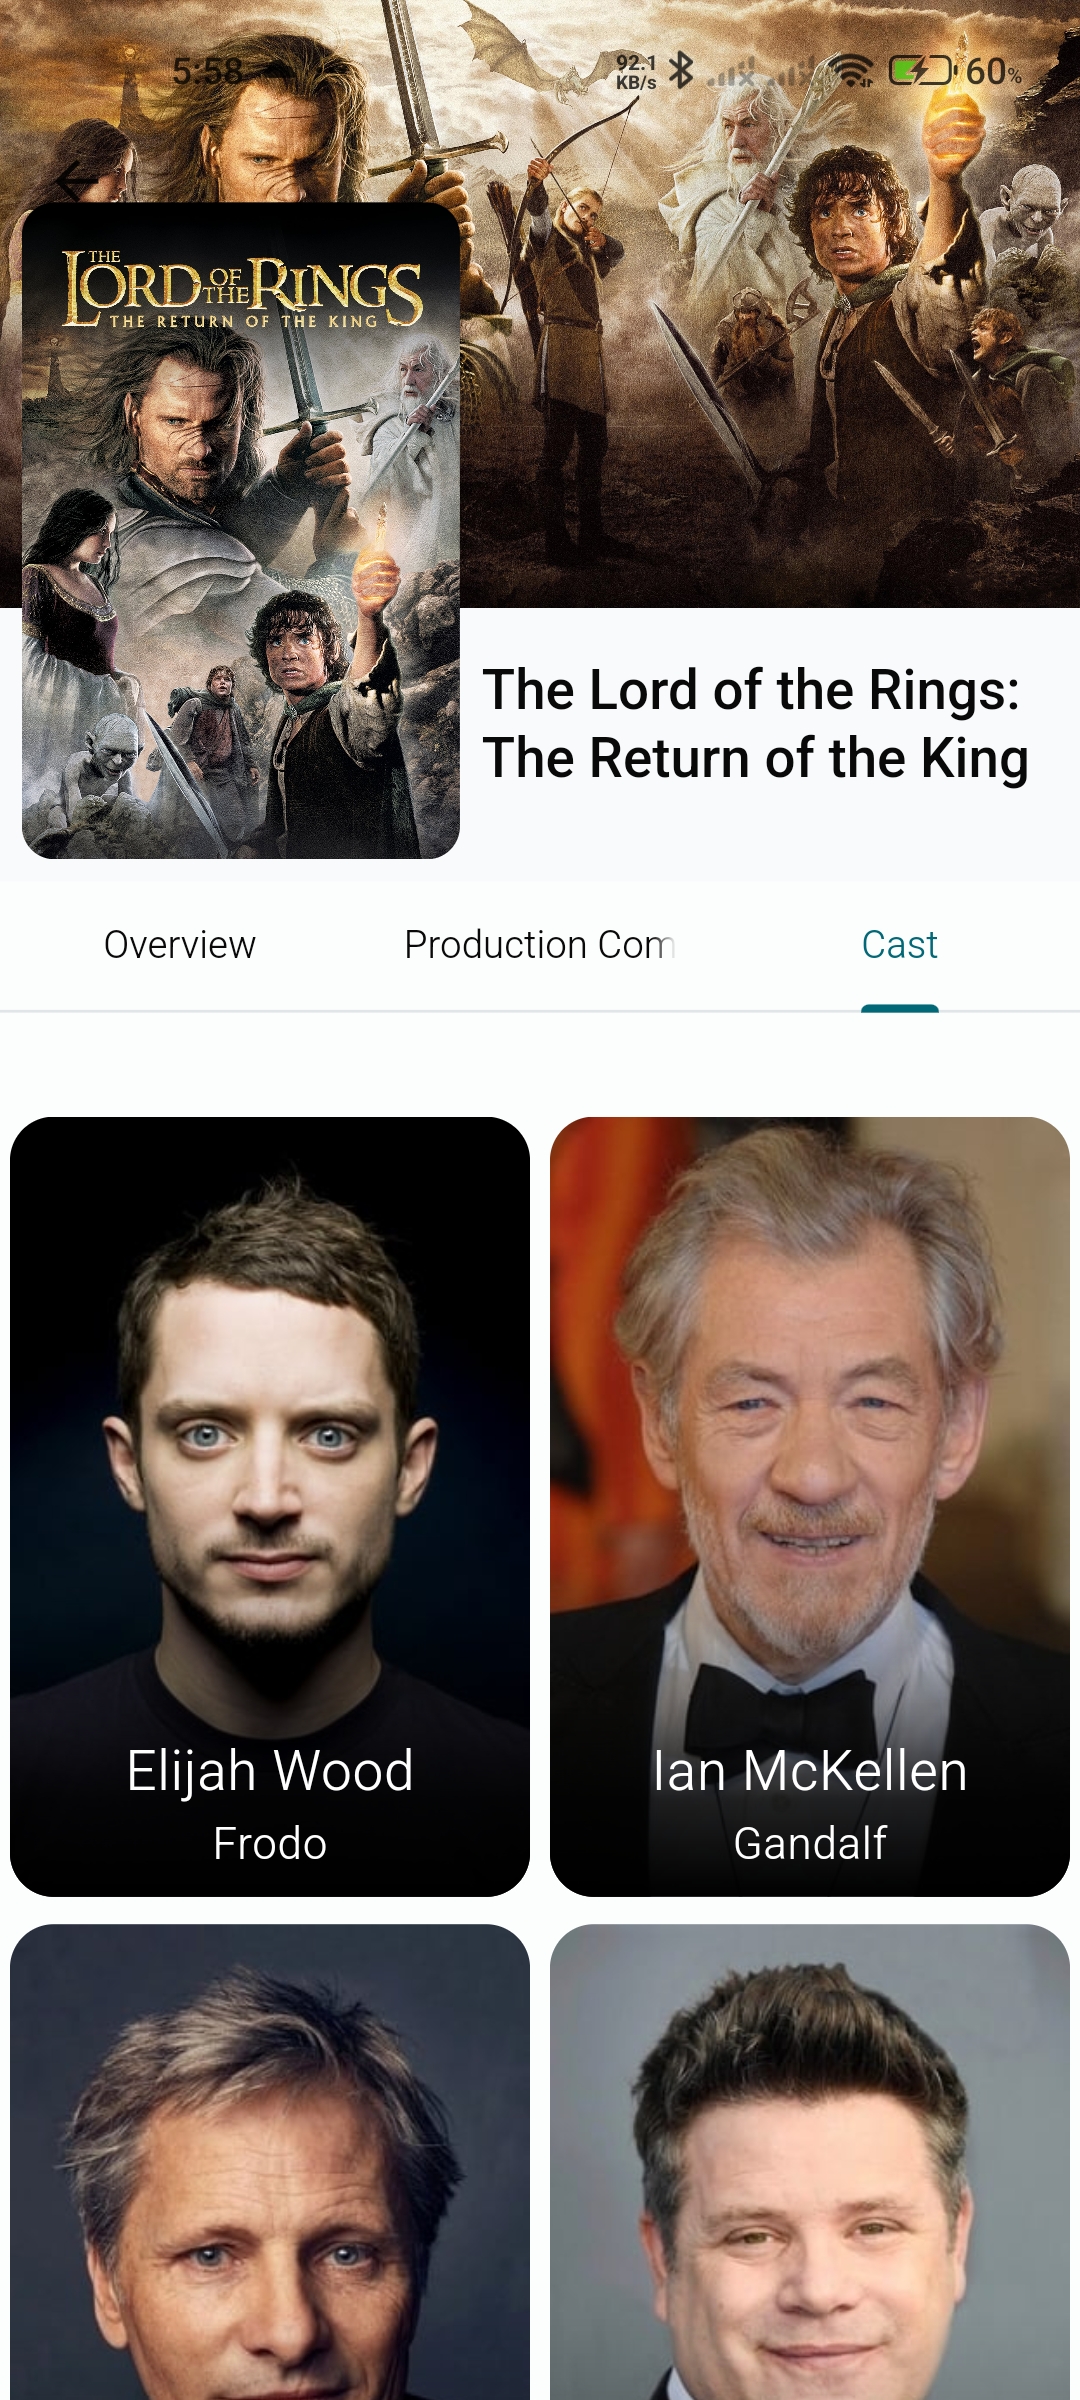 5:58
92.1
KB/s
60%
THE
LORD OF THE RINGS
THE RETURN OF THE KING
The Lord of the Rings:
The Return of the King
Overview
Production Com
Cast
Elijah Wood
Frodo
Ian McKellen
Gandalf